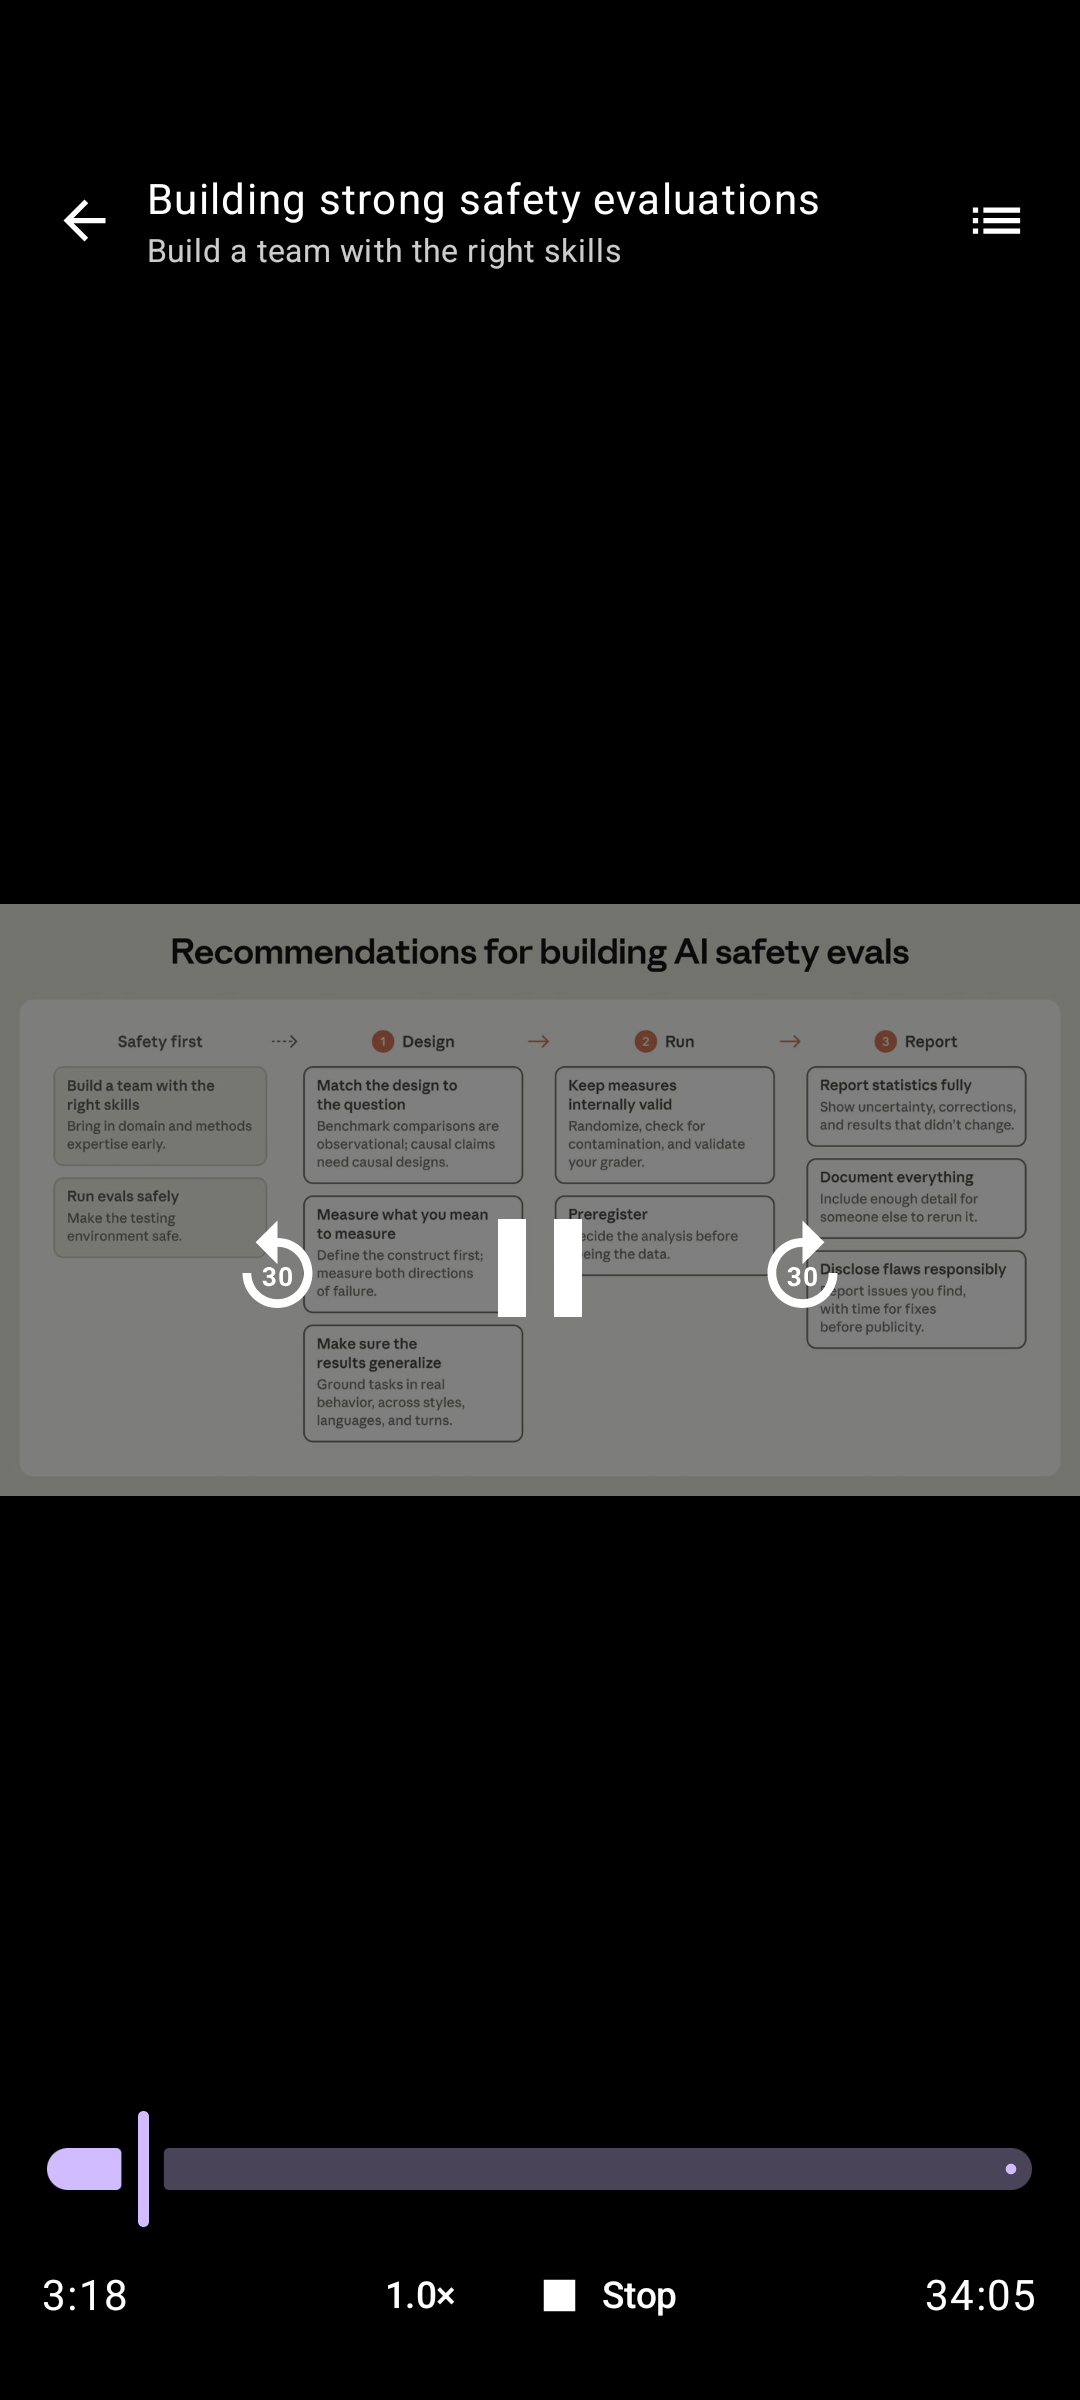 Building strong safety evaluations
Build a team with the right skills
Recommendations for building AI safety evals
Safety first
1 Design
2 Run
3 Report
Build a team with the
right skills
Bring in domain and methods
expertise early.
Run evals safely
Make the testing
environment safe.
Match the design to
the question
Benchmark comparisons are
observational; causal claims
need causal designs.
Measure what you mean
to measure
Define the construct first;
measure both directions
of failure.
Make sure the
results generalize
Ground tasks in real
behavior, across styles,
languages, and turns.
Keep measures
internally valid
Randomize, check for
contamination, and validate
your grader.
Preregister
the analysis before
the data.
Report statistics fully
Show uncertainty, corrections,
and results that didn't change.
Document everything
Include enough detail for
someone else to rerun it.
Disclose flaws responsibly
Report issues you find,
with time for fixes
before publicity.
30
30
3:18
1.0×
Stop
34:05